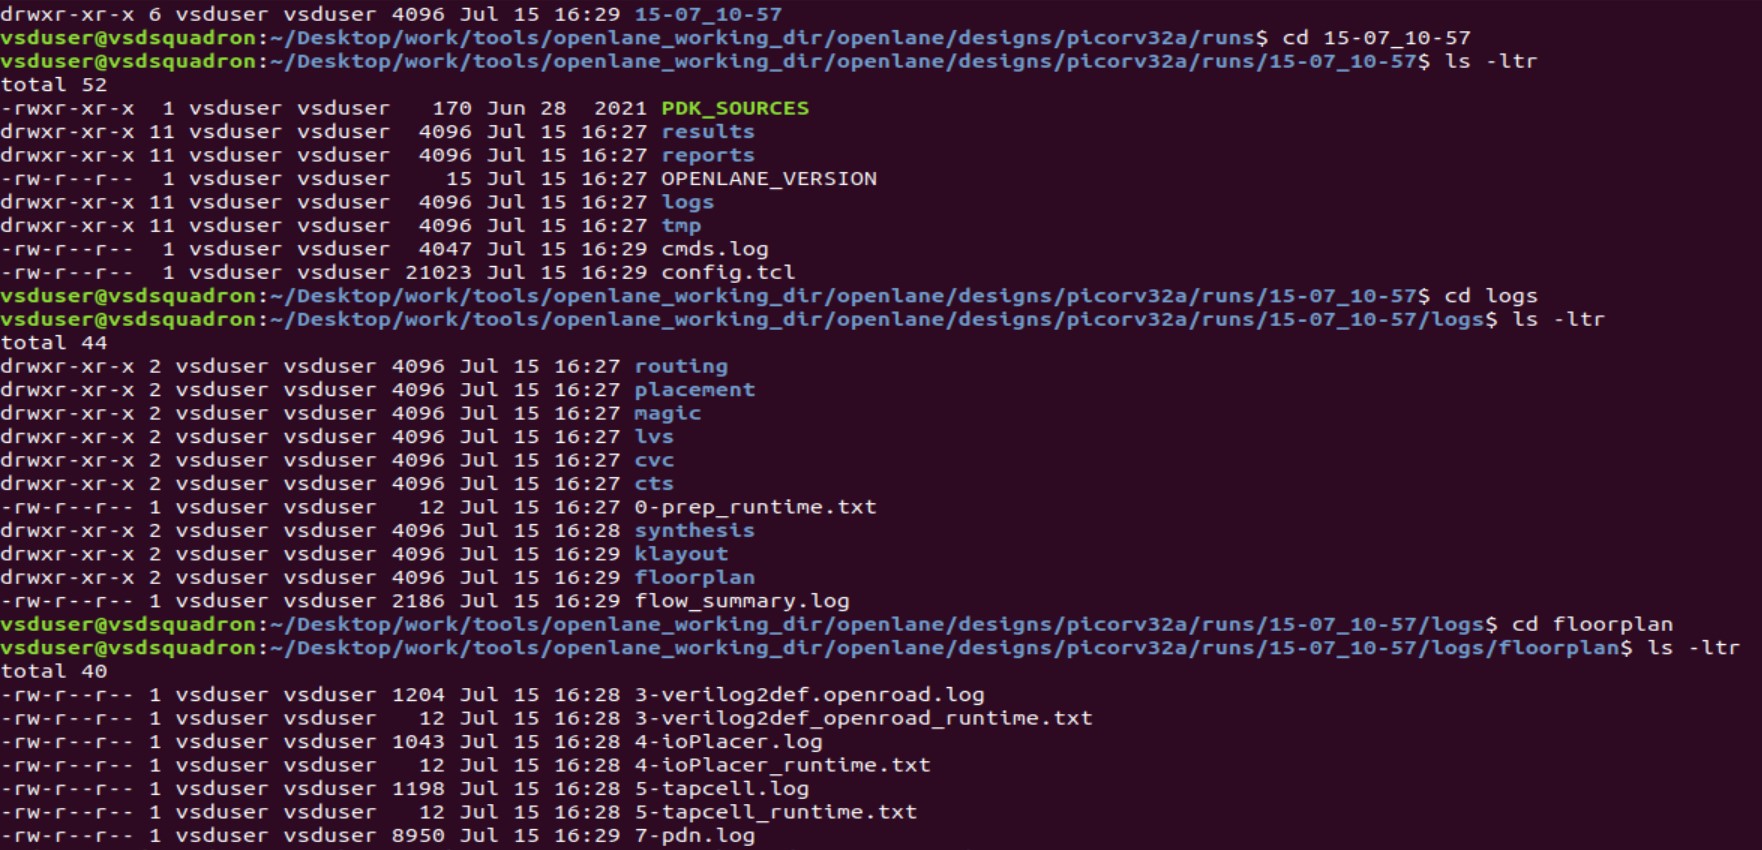 drwxr-xr-x 6 vsduser vsduser 4096 Jul 15 16:29 15-07_10-57
vsduser@vsdsquadron:~/Desktop/work/tools/openlane_working_dir/openlane/designs/picorv32a/runs$ cd 15-07_10-57
vsduser@vsdsquadron:~/Desktop/work/tools/openlane_working_dir/openlane/designs/picorv32a/runs/15-07_10-57$ ls -ltr
total 52
-rwxr-xr-x  1 vsduser vsduser   170 Jun 28  2021 PDK_SOURCES
drwxr-xr-x 11 vsduser vsduser  4096 Jul 15 16:27 results
drwxr-xr-x 11 vsduser vsduser  4096 Jul 15 16:27 reports
-rw-r--r--  1 vsduser vsduser    15 Jul 15 16:27 OPENLANE_VERSION
drwxr-xr-x 11 vsduser vsduser  4096 Jul 15 16:27 logs
drwxr-xr-x 11 vsduser vsduser  4096 Jul 15 16:27 tmp
-rw-r--r--  1 vsduser vsduser  4047 Jul 15 16:29 cmds.log
-rw-r--r--  1 vsduser vsduser 21023 Jul 15 16:29 config.tcl
vsduser@vsdsquadron:~/Desktop/work/tools/openlane_working_dir/openlane/designs/picorv32a/runs/15-07_10-57$ cd logs
vsduser@vsdsquadron:~/Desktop/work/tools/openlane_working_dir/openlane/designs/picorv32a/runs/15-07_10-57/logs$ ls -ltr
total 44
drwxr-xr-x 2 vsduser vsduser 4096 Jul 15 16:27 routing
drwxr-xr-x 2 vsduser vsduser 4096 Jul 15 16:27 placement
drwxr-xr-x 2 vsduser vsduser 4096 Jul 15 16:27 magic
drwxr-xr-x 2 vsduser vsduser 4096 Jul 15 16:27 lvs
drwxr-xr-x 2 vsduser vsduser 4096 Jul 15 16:27 cvc
drwxr-xr-x 2 vsduser vsduser 4096 Jul 15 16:27 cts
-rw-r--r-- 1 vsduser vsduser   12 Jul 15 16:27 0-prep_runtime.txt
drwxr-xr-x 2 vsduser vsduser 4096 Jul 15 16:28 synthesis
drwxr-xr-x 2 vsduser vsduser 4096 Jul 15 16:29 klayout
drwxr-xr-x 2 vsduser vsduser 4096 Jul 15 16:29 floorplan
-rw-r--r-- 1 vsduser vsduser 2186 Jul 15 16:29 flow_summary.log
vsduser@vsdsquadron:~/Desktop/work/tools/openlane_working_dir/openlane/designs/picorv32a/runs/15-07_10-57/logs$ cd floorplan
vsduser@vsdsquadron:~/Desktop/work/tools/openlane_working_dir/openlane/designs/picorv32a/runs/15-07_10-57/logs/floorplan$ ls -ltr
total 40
-rw-r--r-- 1 vsduser vsduser 1204 Jul 15 16:28 3-verilog2def.openroad.log
-rw-r--r-- 1 vsduser vsduser   12 Jul 15 16:28 3-verilog2def_openroad_runtime.txt
-rw-r--r-- 1 vsduser vsduser 1043 Jul 15 16:28 4-ioPlacer.log
-rw-r--r-- 1 vsduser vsduser   12 Jul 15 16:28 4-ioPlacer_runtime.txt
-rw-r--r-- 1 vsduser vsduser 1198 Jul 15 16:28 5-tapcell.log
-rw-r--r-- 1 vsduser vsduser   12 Jul 15 16:28 5-tapcell_runtime.txt
-rw-r--r-- 1 vsduser vsduser 8950 Jul 15 16:29 7-pdn.log